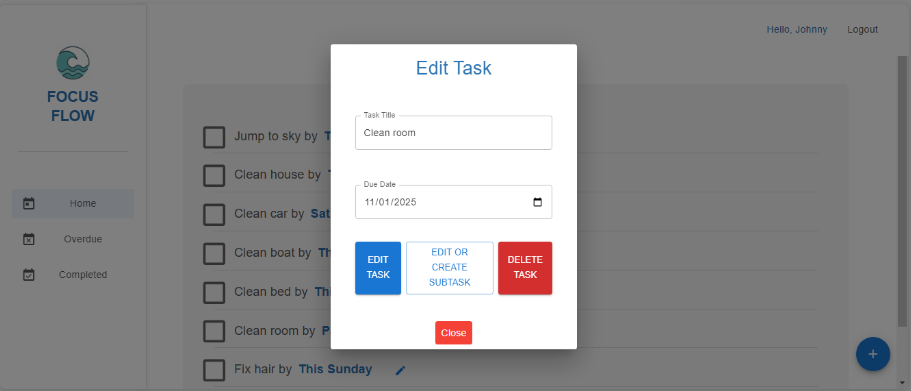 Hello, Johnny Logout
FOCUS
FLOW
Home
Overdue
Completed
Jump to sky by
Clean house by
Clean car by Sat
Clean boat by Th
Clean bed by Thi
Clean room by P
FIx hair by This Sunday
Edit Task
Task Title
Clean room
Due Date
11/01/2025
EDIT
TASK
EDIT OR
CREATE
SUBTASK
DELETE
TASK
Close
+